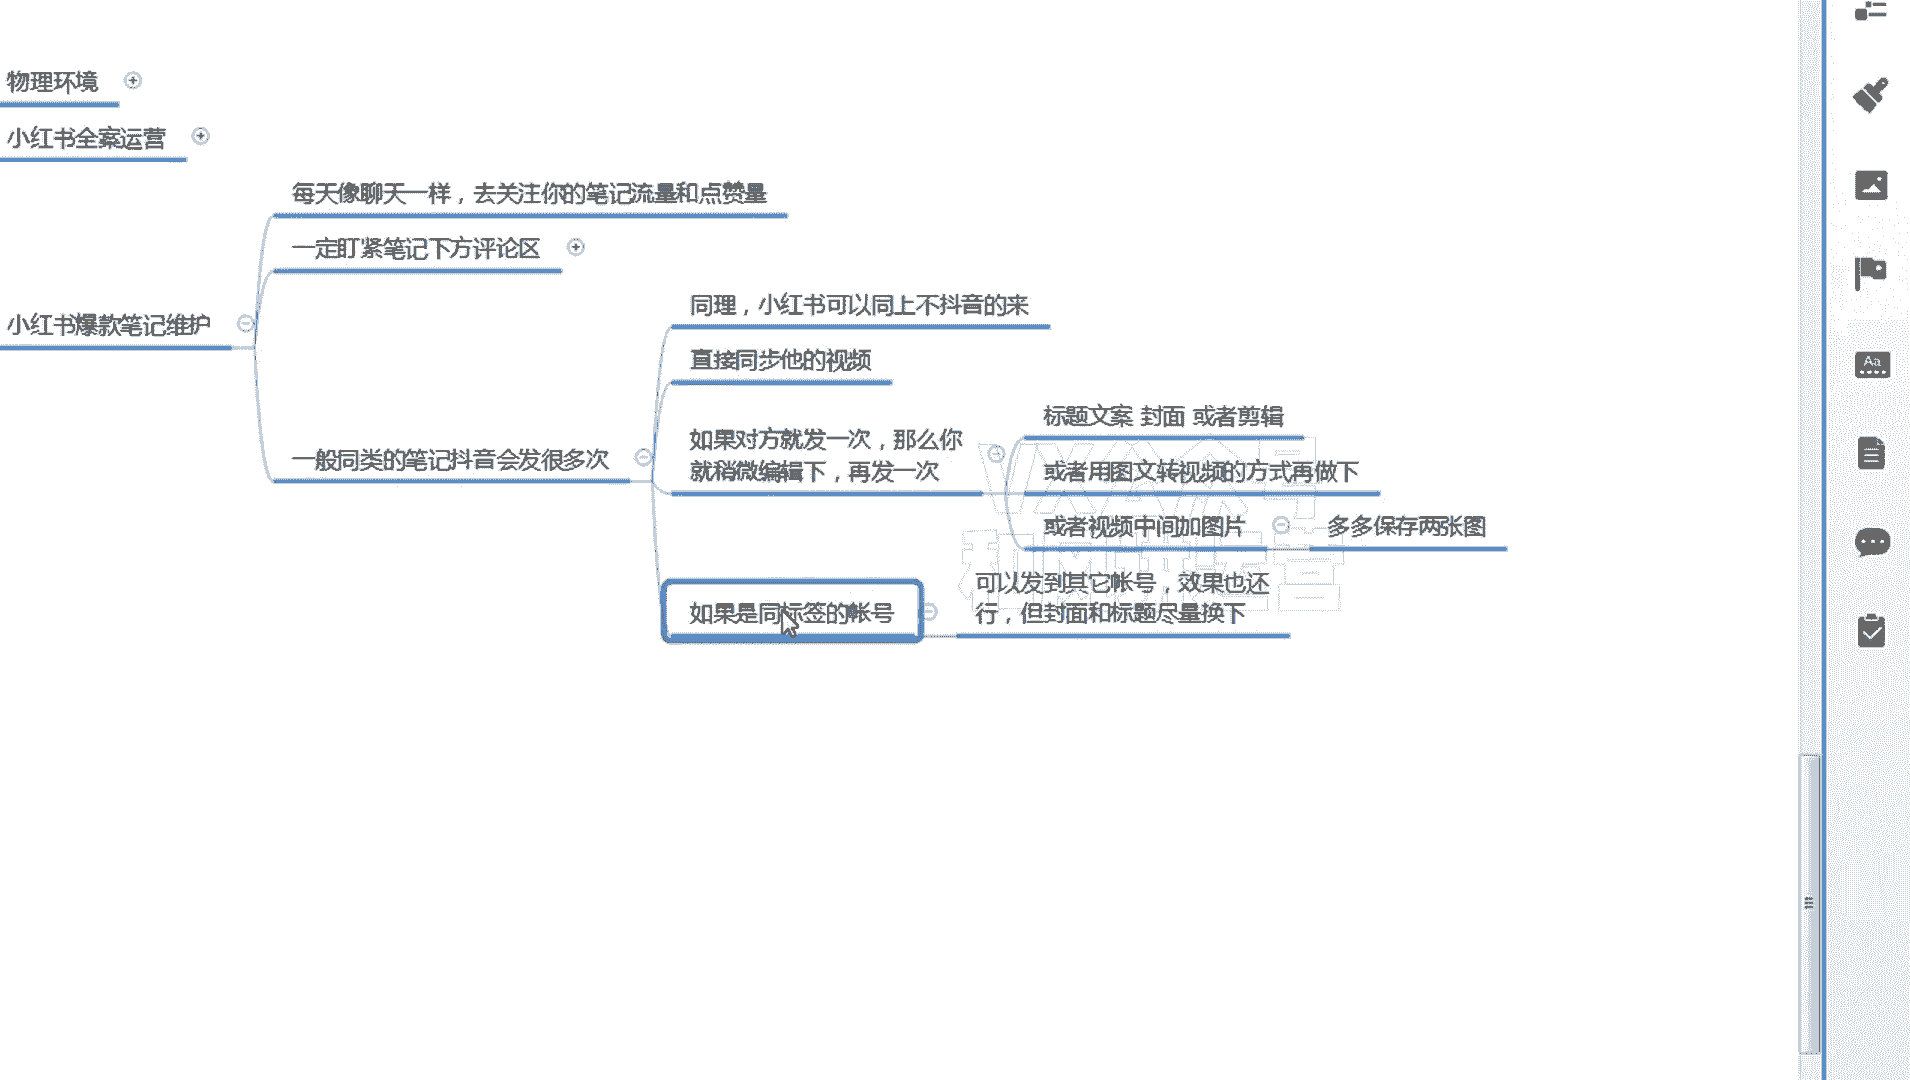 物理环境
小红书全案运营
每天像聊天一样，去关注你的笔记流量和点赞量
一定盯紧笔记下方评论区
小红书爆款笔记维护
同理，小红书可以同上不抖音的来
直接同步他的视频
一般同类的笔记抖音会发很多次
如果对方就发一次，那么你
就稍微编辑下，再发一次
标题文案 封面 或者剪辑
或者用图文转视频的方式再做下
或者视频中间加图片
多多保存两张图
如果是同标签的帐号
可以发到其它帐号，效果也还
行，但封面和标题尽量换下
Aa